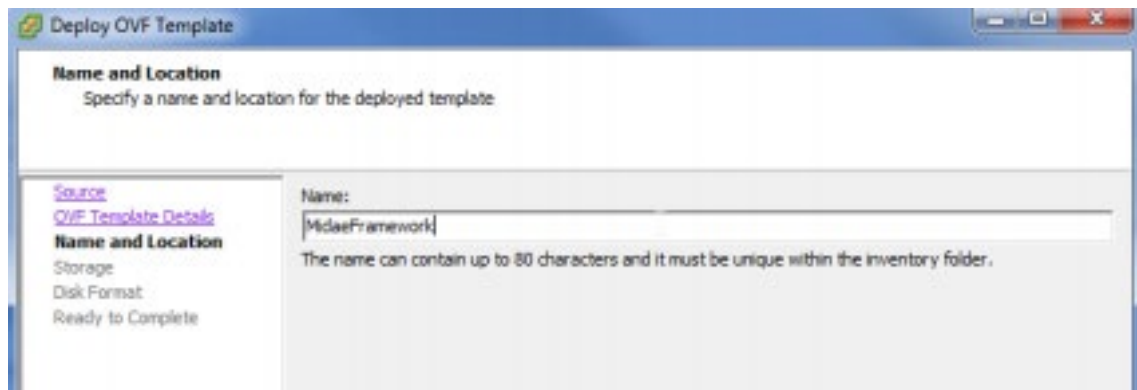 Deploy OVF Template
Name and Location
Specify a name and location for the deployed template
Source
OVF Template Details
Name and Location
Storage
Disk Format
Ready to Complete
Name:
MidaeFramework
The name can contain up to 80 characters and it must be unique within the inventory folder.